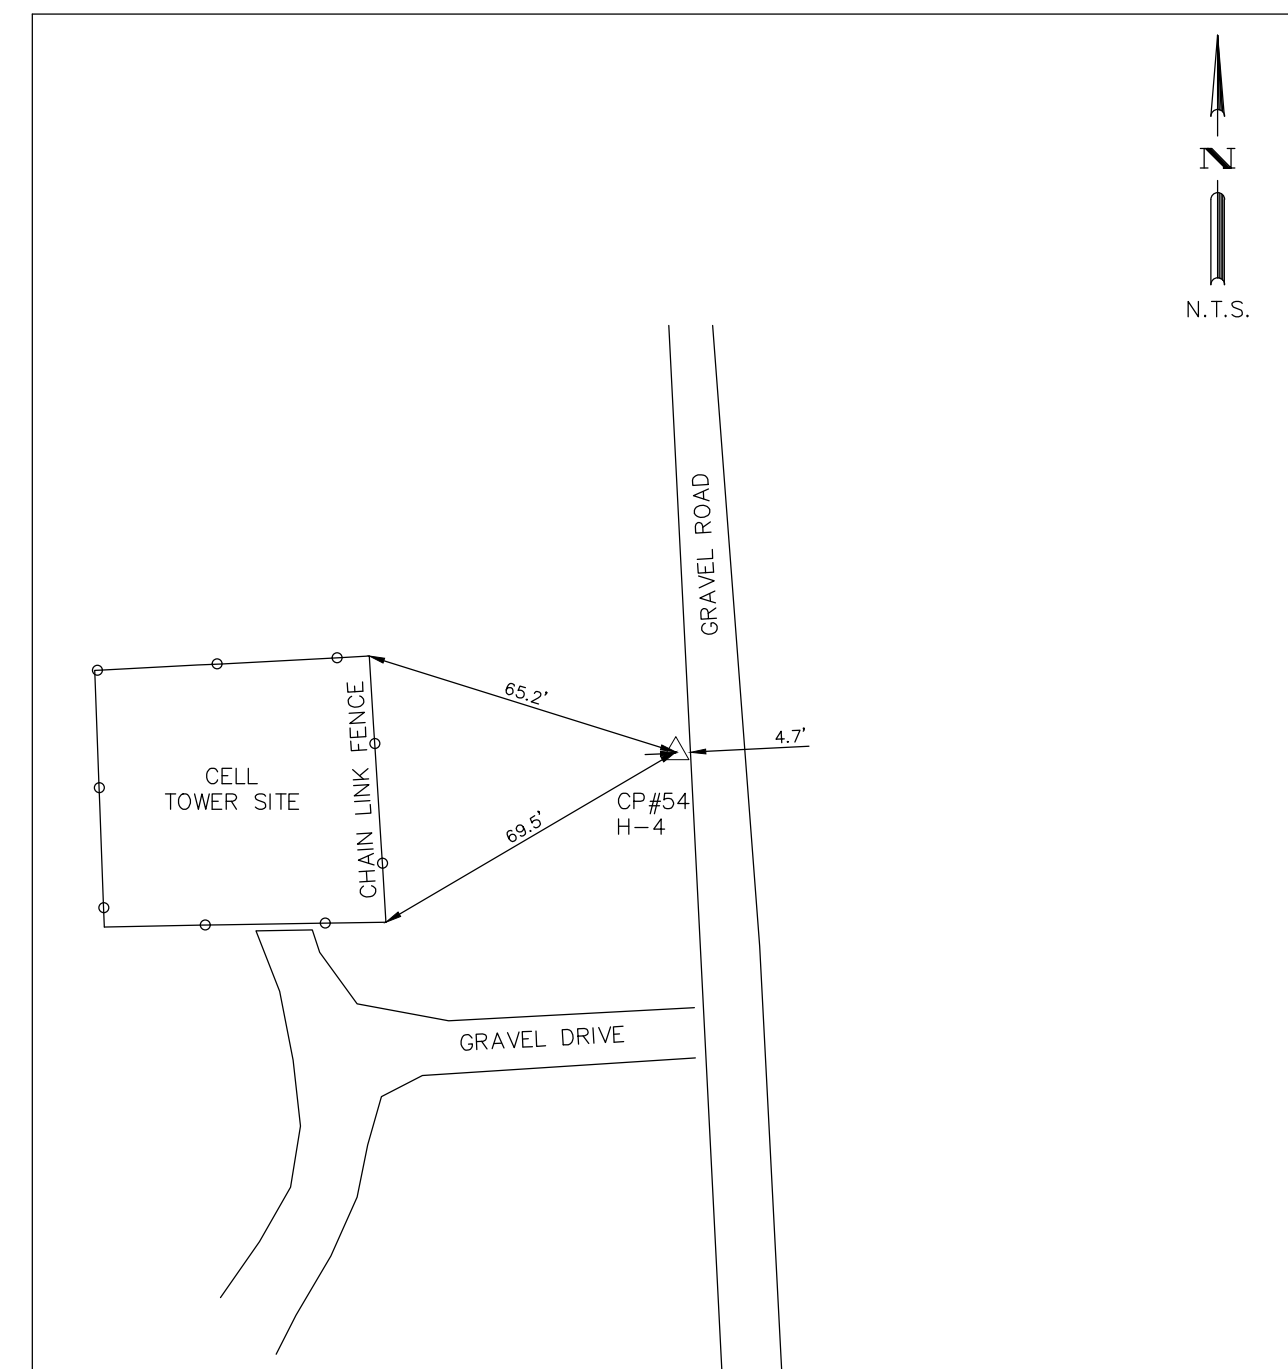 N
N.T.S.
GRAVEL ROAD
65.2'
4.7'
CHAIN LINK FENCE
CELL
TOWER SITE
CP#54
H-4
69.5'
GRAVEL DRIVE